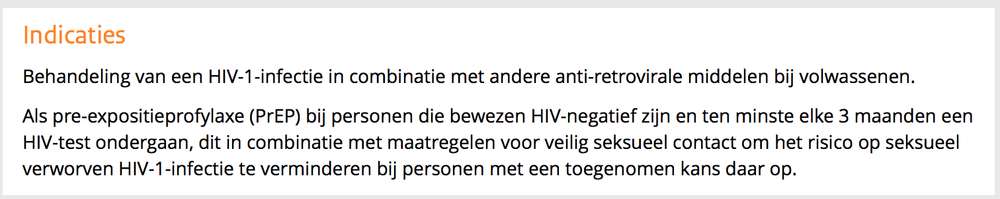 Indicaties
Behandeling van een HIV-1-infectie in combinatie met andere anti-retrovirale middelen bij volwassenen.
Als pre-expositieprofylaxe (PrEP) bij personen die bewezen HIV-negatief zijn en ten minste elke 3 maanden een
HIV-test ondergaan, dit in combinatie met maatregelen voor veilig seksueel contact om het risico op seksueel
verworven HIV-1-infectie te verminderen bij personen met een toegenomen kans daar op.